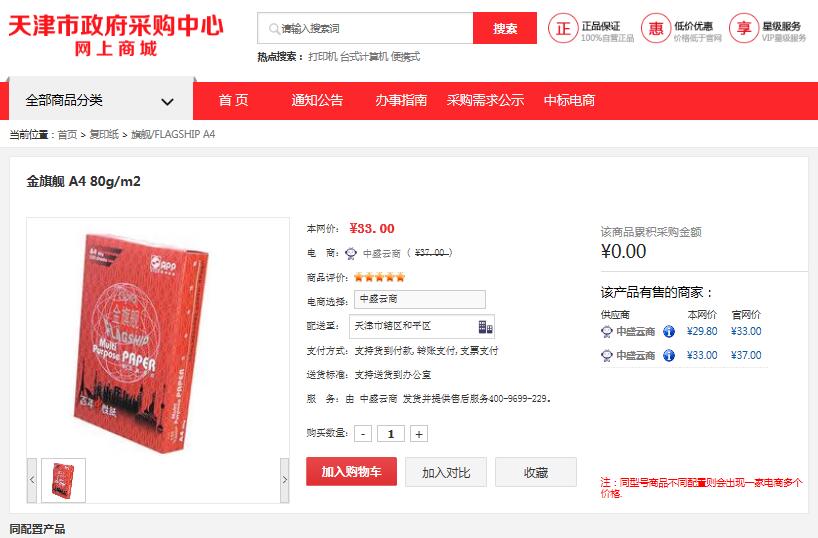 天津市政府采购中心
网上商城
请输入搜索词
搜索
热点搜索： 打印机 台式计算机 便携式
正 正品保证
100%自营正品
惠 低价优惠
价格低于官网
享 星级服务
VIP星级服务
全部商品分类
首 页 通知公告 办事指南 采购需求公示 中标电商
当前位置：首页 > 复印纸 > 旗舰/FLAGSHIP A4
金旗舰 A4 80g/m2
APP
金旗舰
FLAGSHIP
Multi
Purpose PAPER
本网价： ¥33.00
电 商： 中盛云商 （ ¥37.00 ）
商品评价：
电商选择： 中盛云商
配送至： 天津市辖区和平区
支付方式：支持货到付款,转账支付,支票支付
送货标准：支持送货到办公室
服 务：由 中盛云商 发货并提供售后服务400-9699-229。
购买数量： - 1 +
加入购物车 加入对比 收藏
该商品累积采购金额
¥0.00
该产品有售的商家：
供应商 本网价 官网价
中盛云商 ¥29.80 ¥33.00
中盛云商 ¥33.00 ¥37.00
注：同型号商品不同配置则会出现一家电商多个
价格.
同配置产品